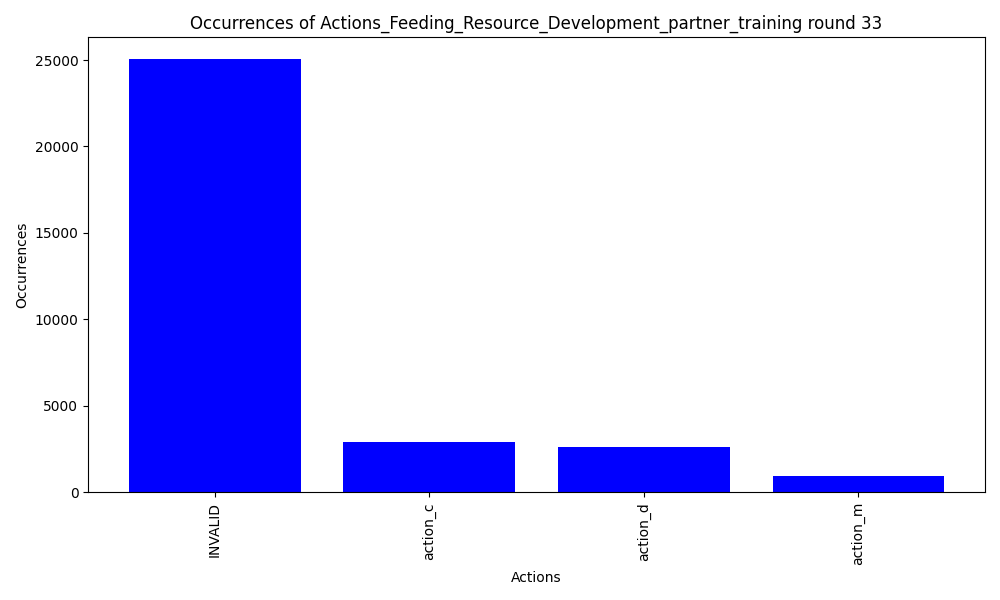 Occurrences of Actions_Feeding_Resource_Development_partner_training round 33
25000
20000
15000
10000
5000
0
Occurrences
INVALID
action_c
action_d
action_m
Actions